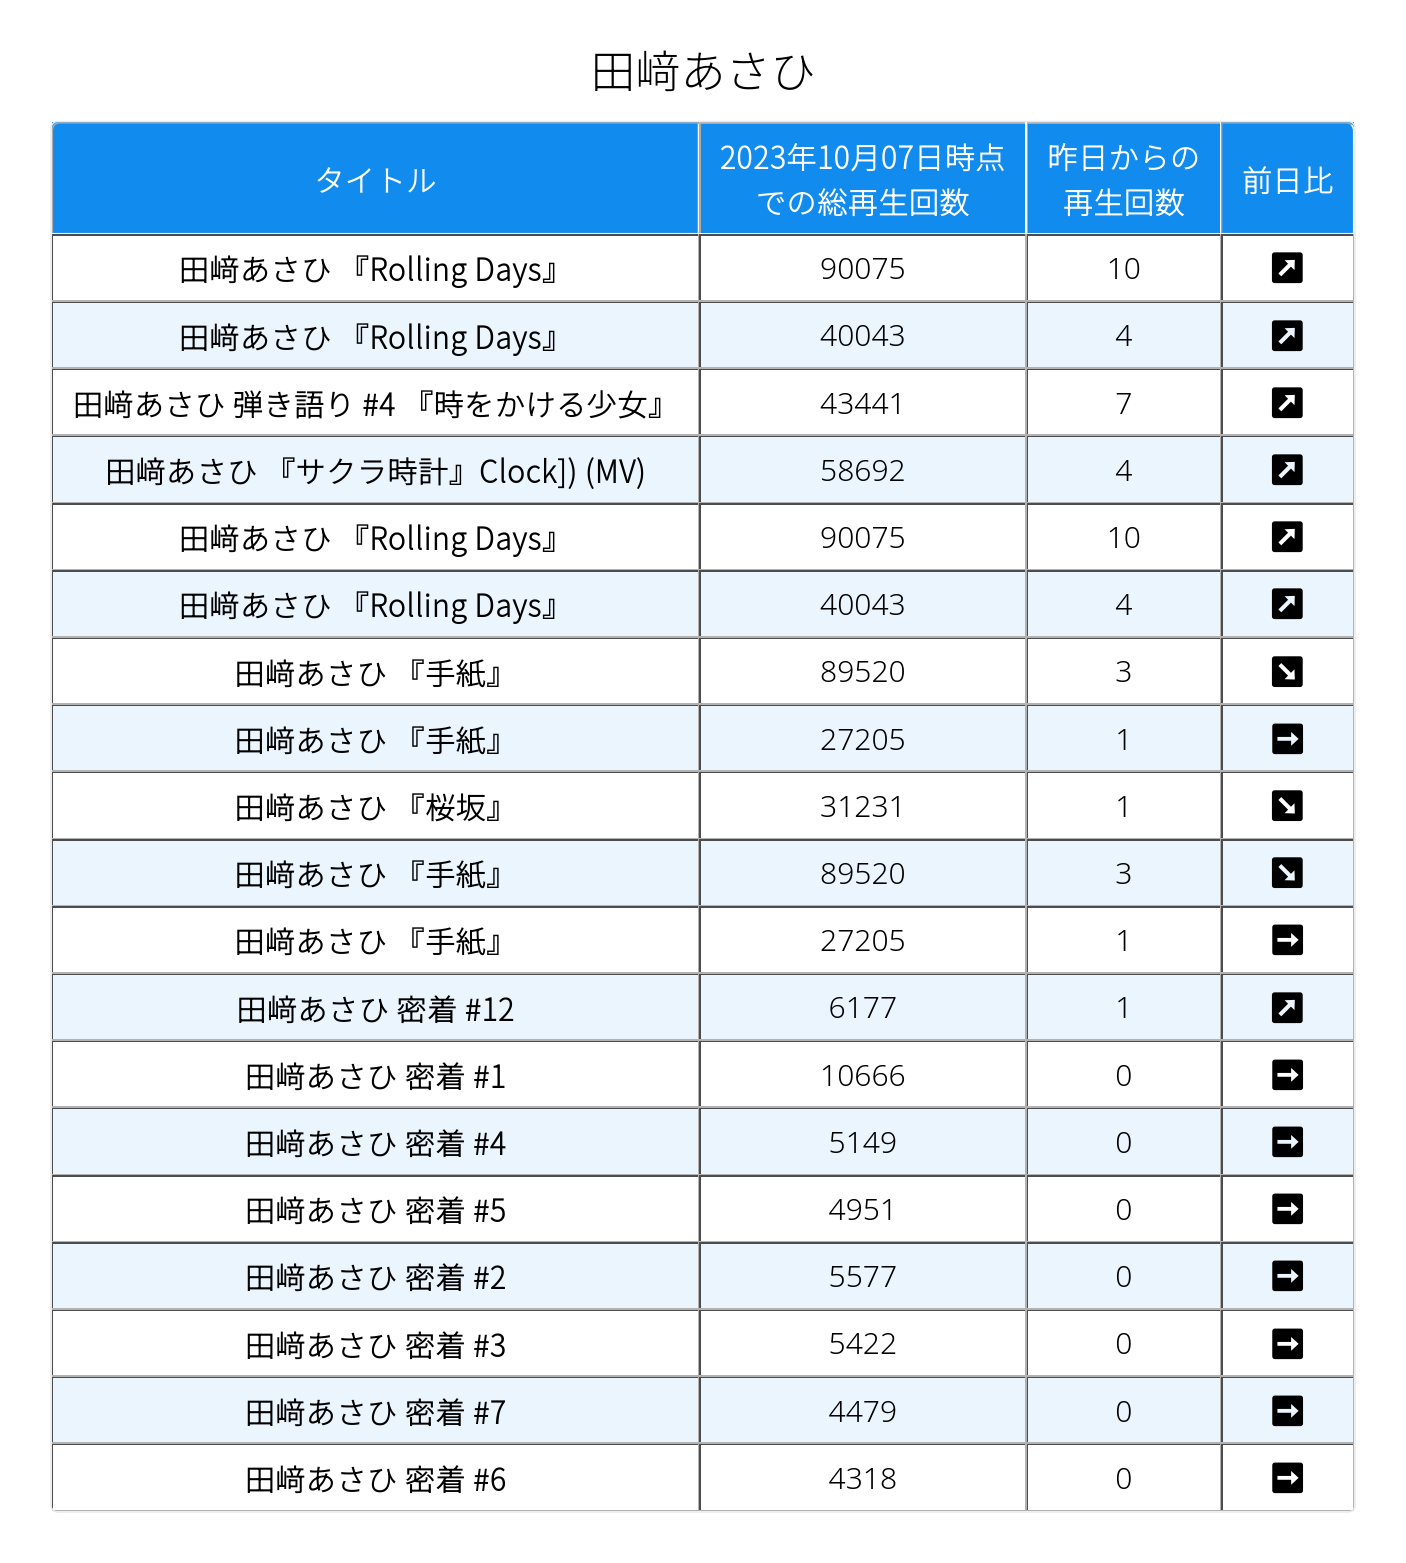 田﨑あさひ
タイトル 2023年10月07日時点での総再生回数 昨日からの再生回数 前日比
田﨑あさひ 『Rolling Days』 90075 10 ↗
田﨑あさひ 『Rolling Days』 40043 4 ↗
田﨑あさひ 弾き語り #4 『時をかける少女』 43441 7 ↗
田﨑あさひ 『サクラ時計』Clock]) (MV) 58692 4 ↗
田﨑あさひ 『Rolling Days』 90075 10 ↗
田﨑あさひ 『Rolling Days』 40043 4 ↗
田﨑あさひ 『手紙』 89520 3 ↘
田﨑あさひ 『手紙』 27205 1 →
田﨑あさひ 『桜坂』 31231 1 ↘
田﨑あさひ 『手紙』 89520 3 ↘
田﨑あさひ 『手紙』 27205 1 →
田﨑あさひ 密着 #12 6177 1 ↗
田﨑あさひ 密着 #1 10666 0 →
田﨑あさひ 密着 #4 5149 0 →
田﨑あさひ 密着 #5 4951 0 →
田﨑あさひ 密着 #2 5577 0 →
田﨑あさひ 密着 #3 5422 0 →
田﨑あさひ 密着 #7 4479 0 →
田﨑あさひ 密着 #6 4318 0 →